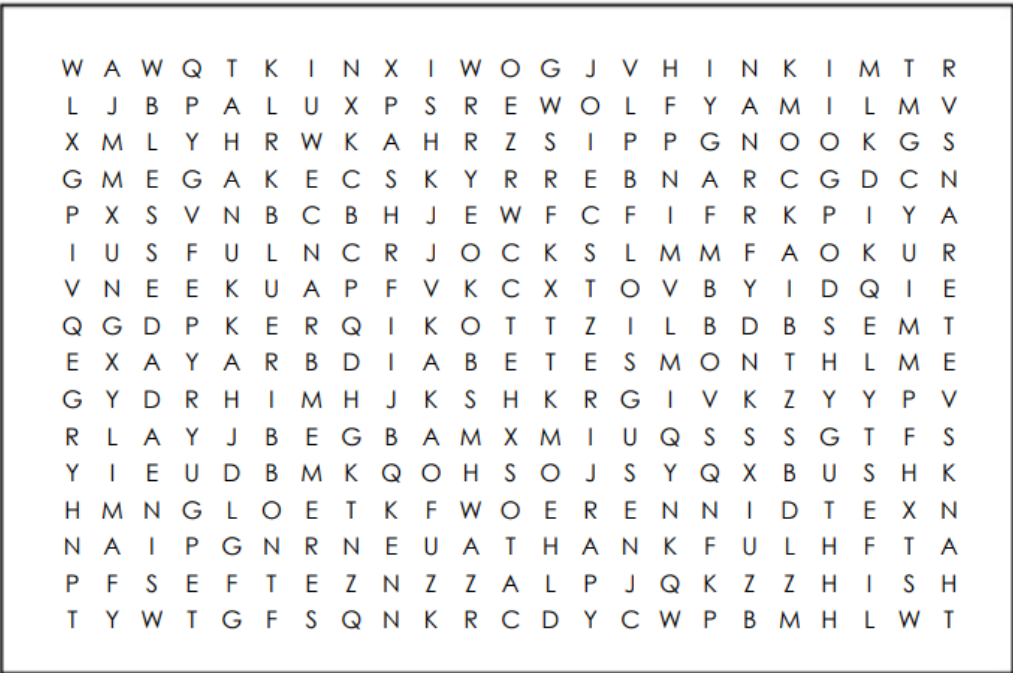 W A W Q T K I N X I W O G J V H I N K I M T R
L J B P A L U X P S R E W O L F Y A M I L M V
X M L Y H R W K A H R Z S I P P G N O O K G S
G M E G A K E C S K Y R R E B N A R C G D C N
P X S V N B C B H J E W F C F I F R K P I Y A
I U S F U L N C R J O C K S L M M F A O K U R
V N E E K U A P F V K C X T O V B Y I D Q I E
Q G D P K E R Q I K O T T Z I L B D B S E M T
E X A Y A R B D I A B E T E S M O N T H L M E
G Y D R H I M H J K S H K R G I V K Z Y Y P V
R L A Y J B E G B A M X M I U Q S S S G T F S
Y I E U D B M K Q O H S O J S Y Q X B U S H K
H M N G L O E T K F W O E R E N N I D T E X N
N A I P G N R N E U A T H A N K F U L H F T A
P F S E F T E Z N Z Z A L P J Q K Z Z H I S H
T Y W T G F S Q N K R C D Y C W P B M H L W T